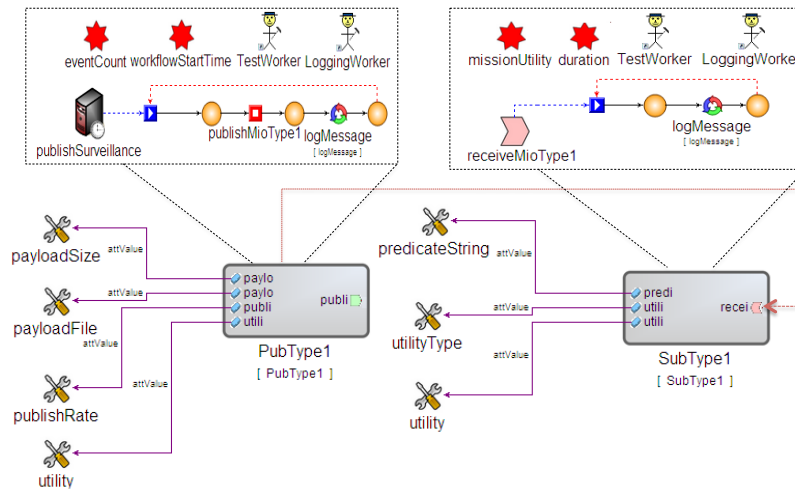 eventCount workflowStartTime TestWorker LoggingWorker
publishSurveillance
publishMioType1
logMessage
[ logMessage ]
missionUtility duration TestWorker LoggingWorker
receiveMioType1
logMessage
[ logMessage ]
payloadSize
attValue
payloadFile
attValue
publishRate
attValue
utility
attValue
paylo
paylo
publi
utili
publi
PubType1
[ PubType1 ]
predicateString
attValue
utilityType
attValue
utility
attValue
predi
utili
utili
recei
SubType1
[ SubType1 ]